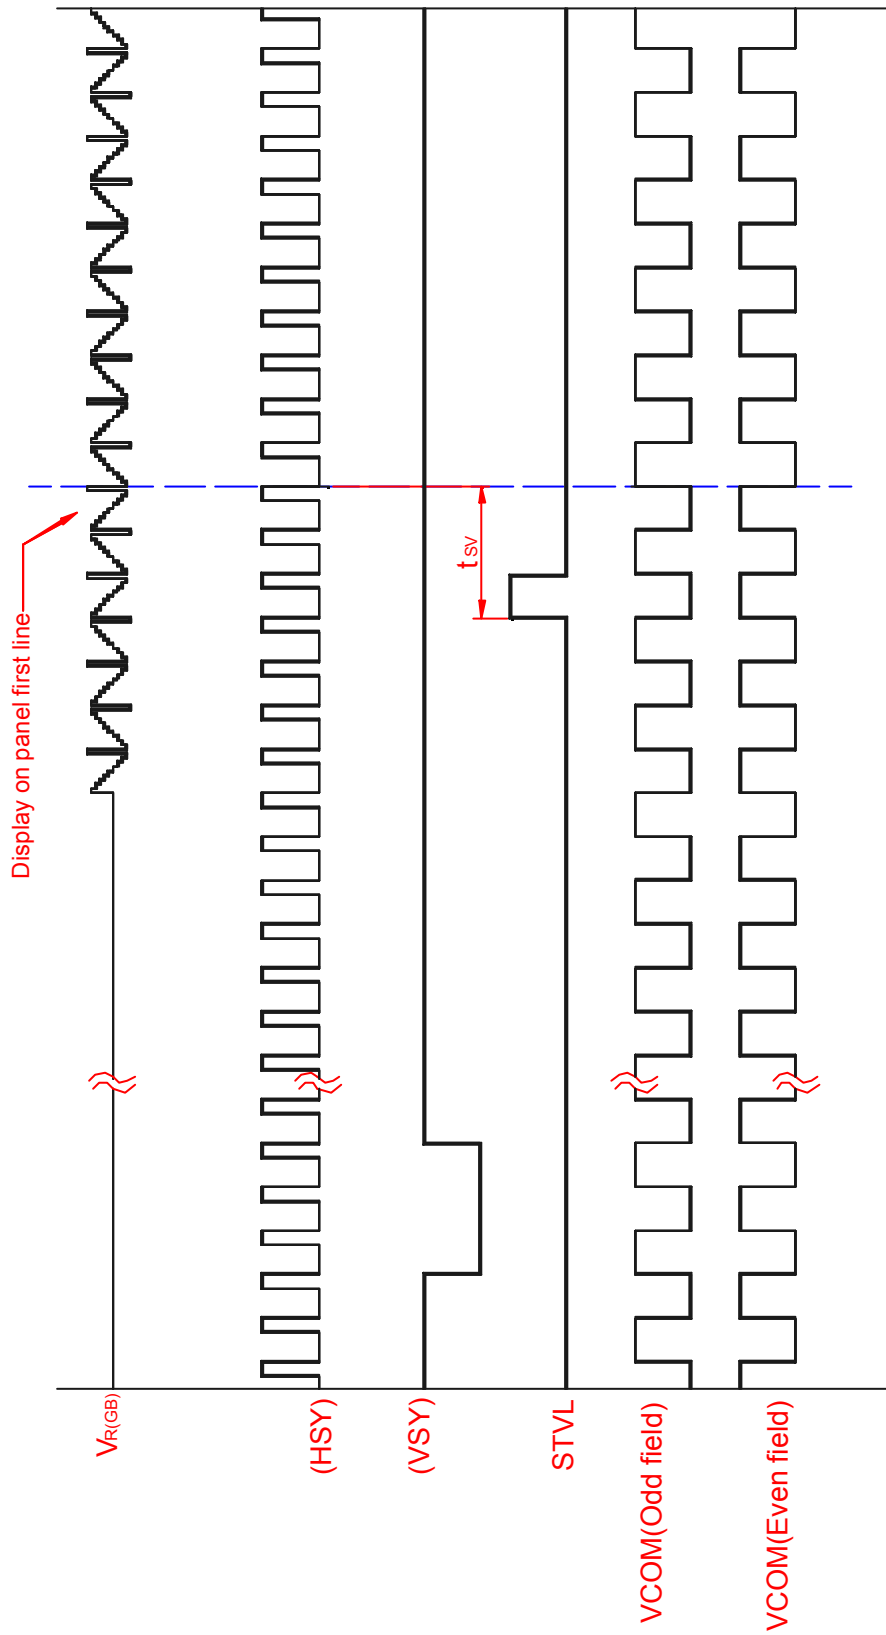 Display on panel first line
tSV
VR(GB)
(HSY)
(VSY)
STVL
VCOM(Odd field)
VCOM(Even field)